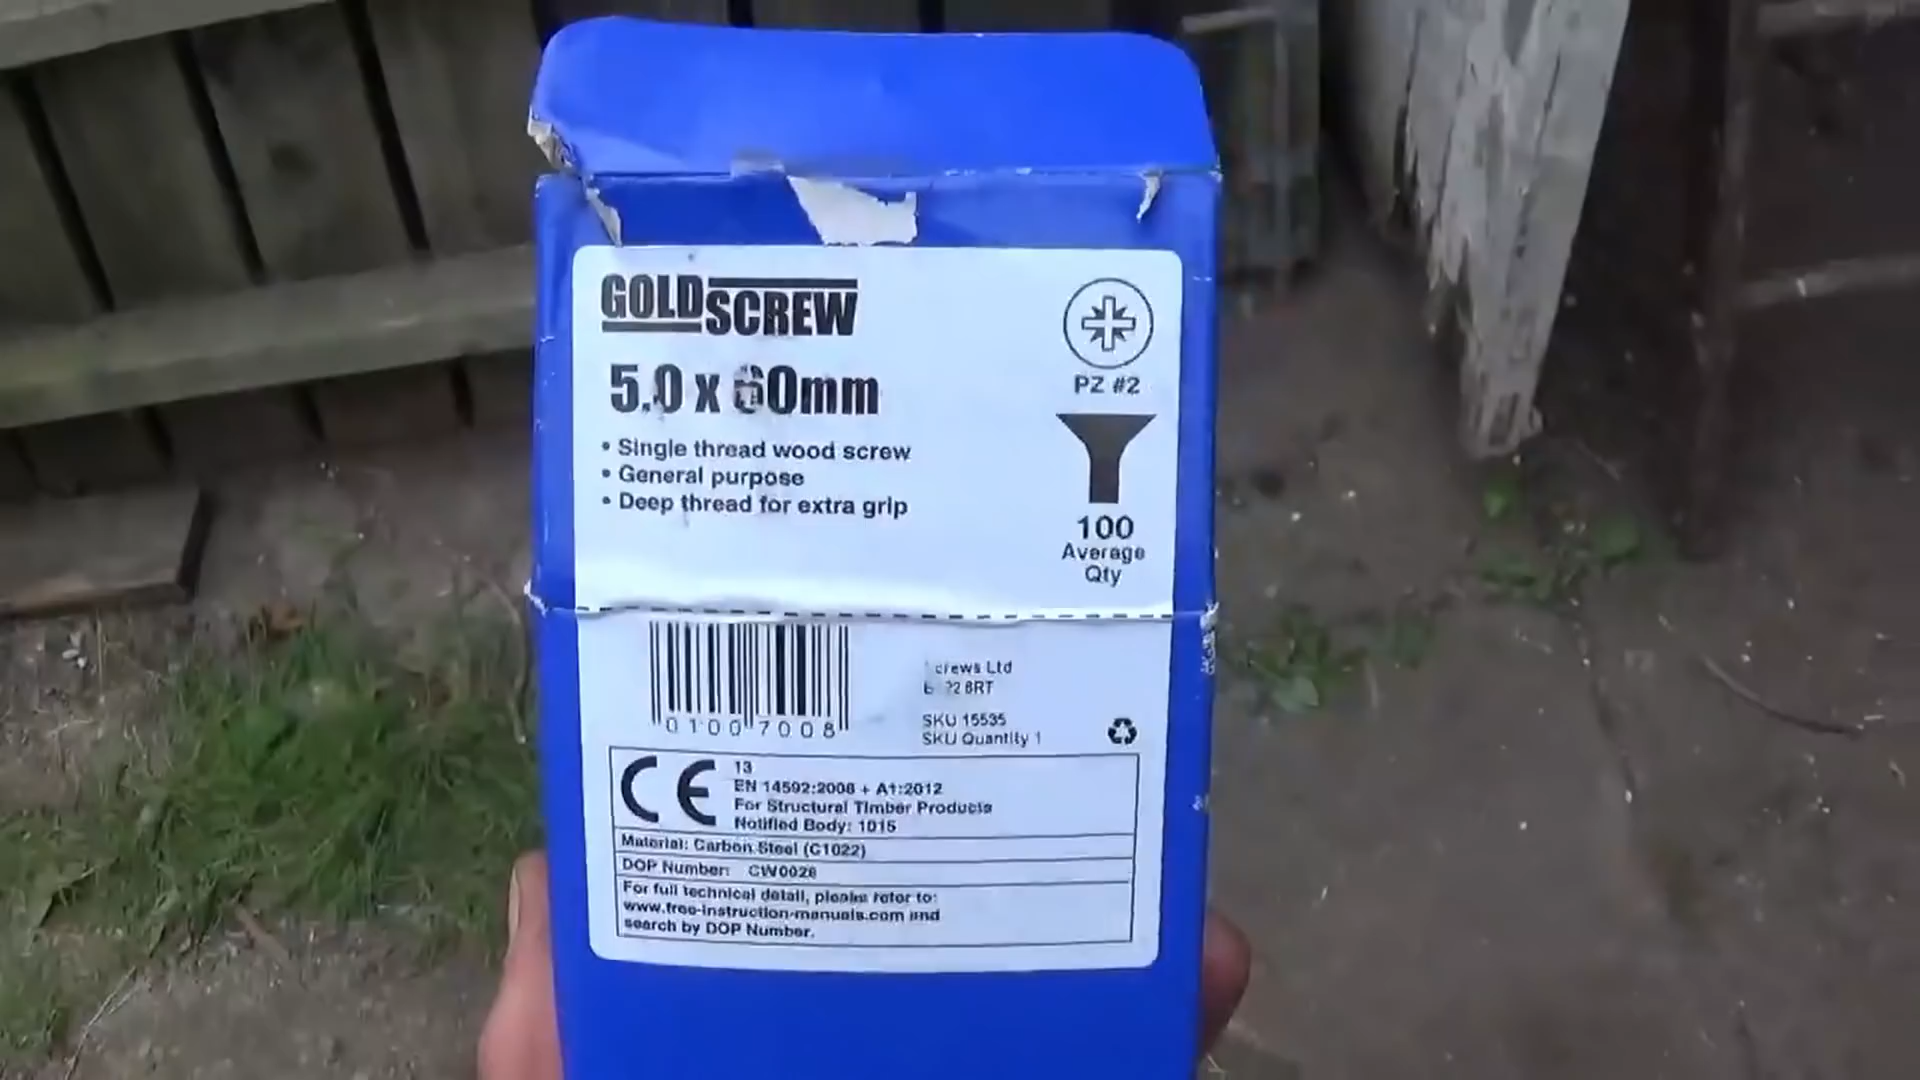 GOLDSCREW
5.0 x 60mm
• Single thread wood screw
• General purpose
• Deep thread for extra grip
PZ #2
100
Average
Qty
01007008
crews Ltd
8RT
SKU 15535
SKU Quantity 1
CE
13
EN 14592:2008 + A1:2012
For Structural Timber Products
Notified Body: 1015
Material: Carbon Steel (C1022)
DOP Number: CW0028
For full technical detail, please refer to:
www.free-instruction-manuals.com and
search by DOP Number.